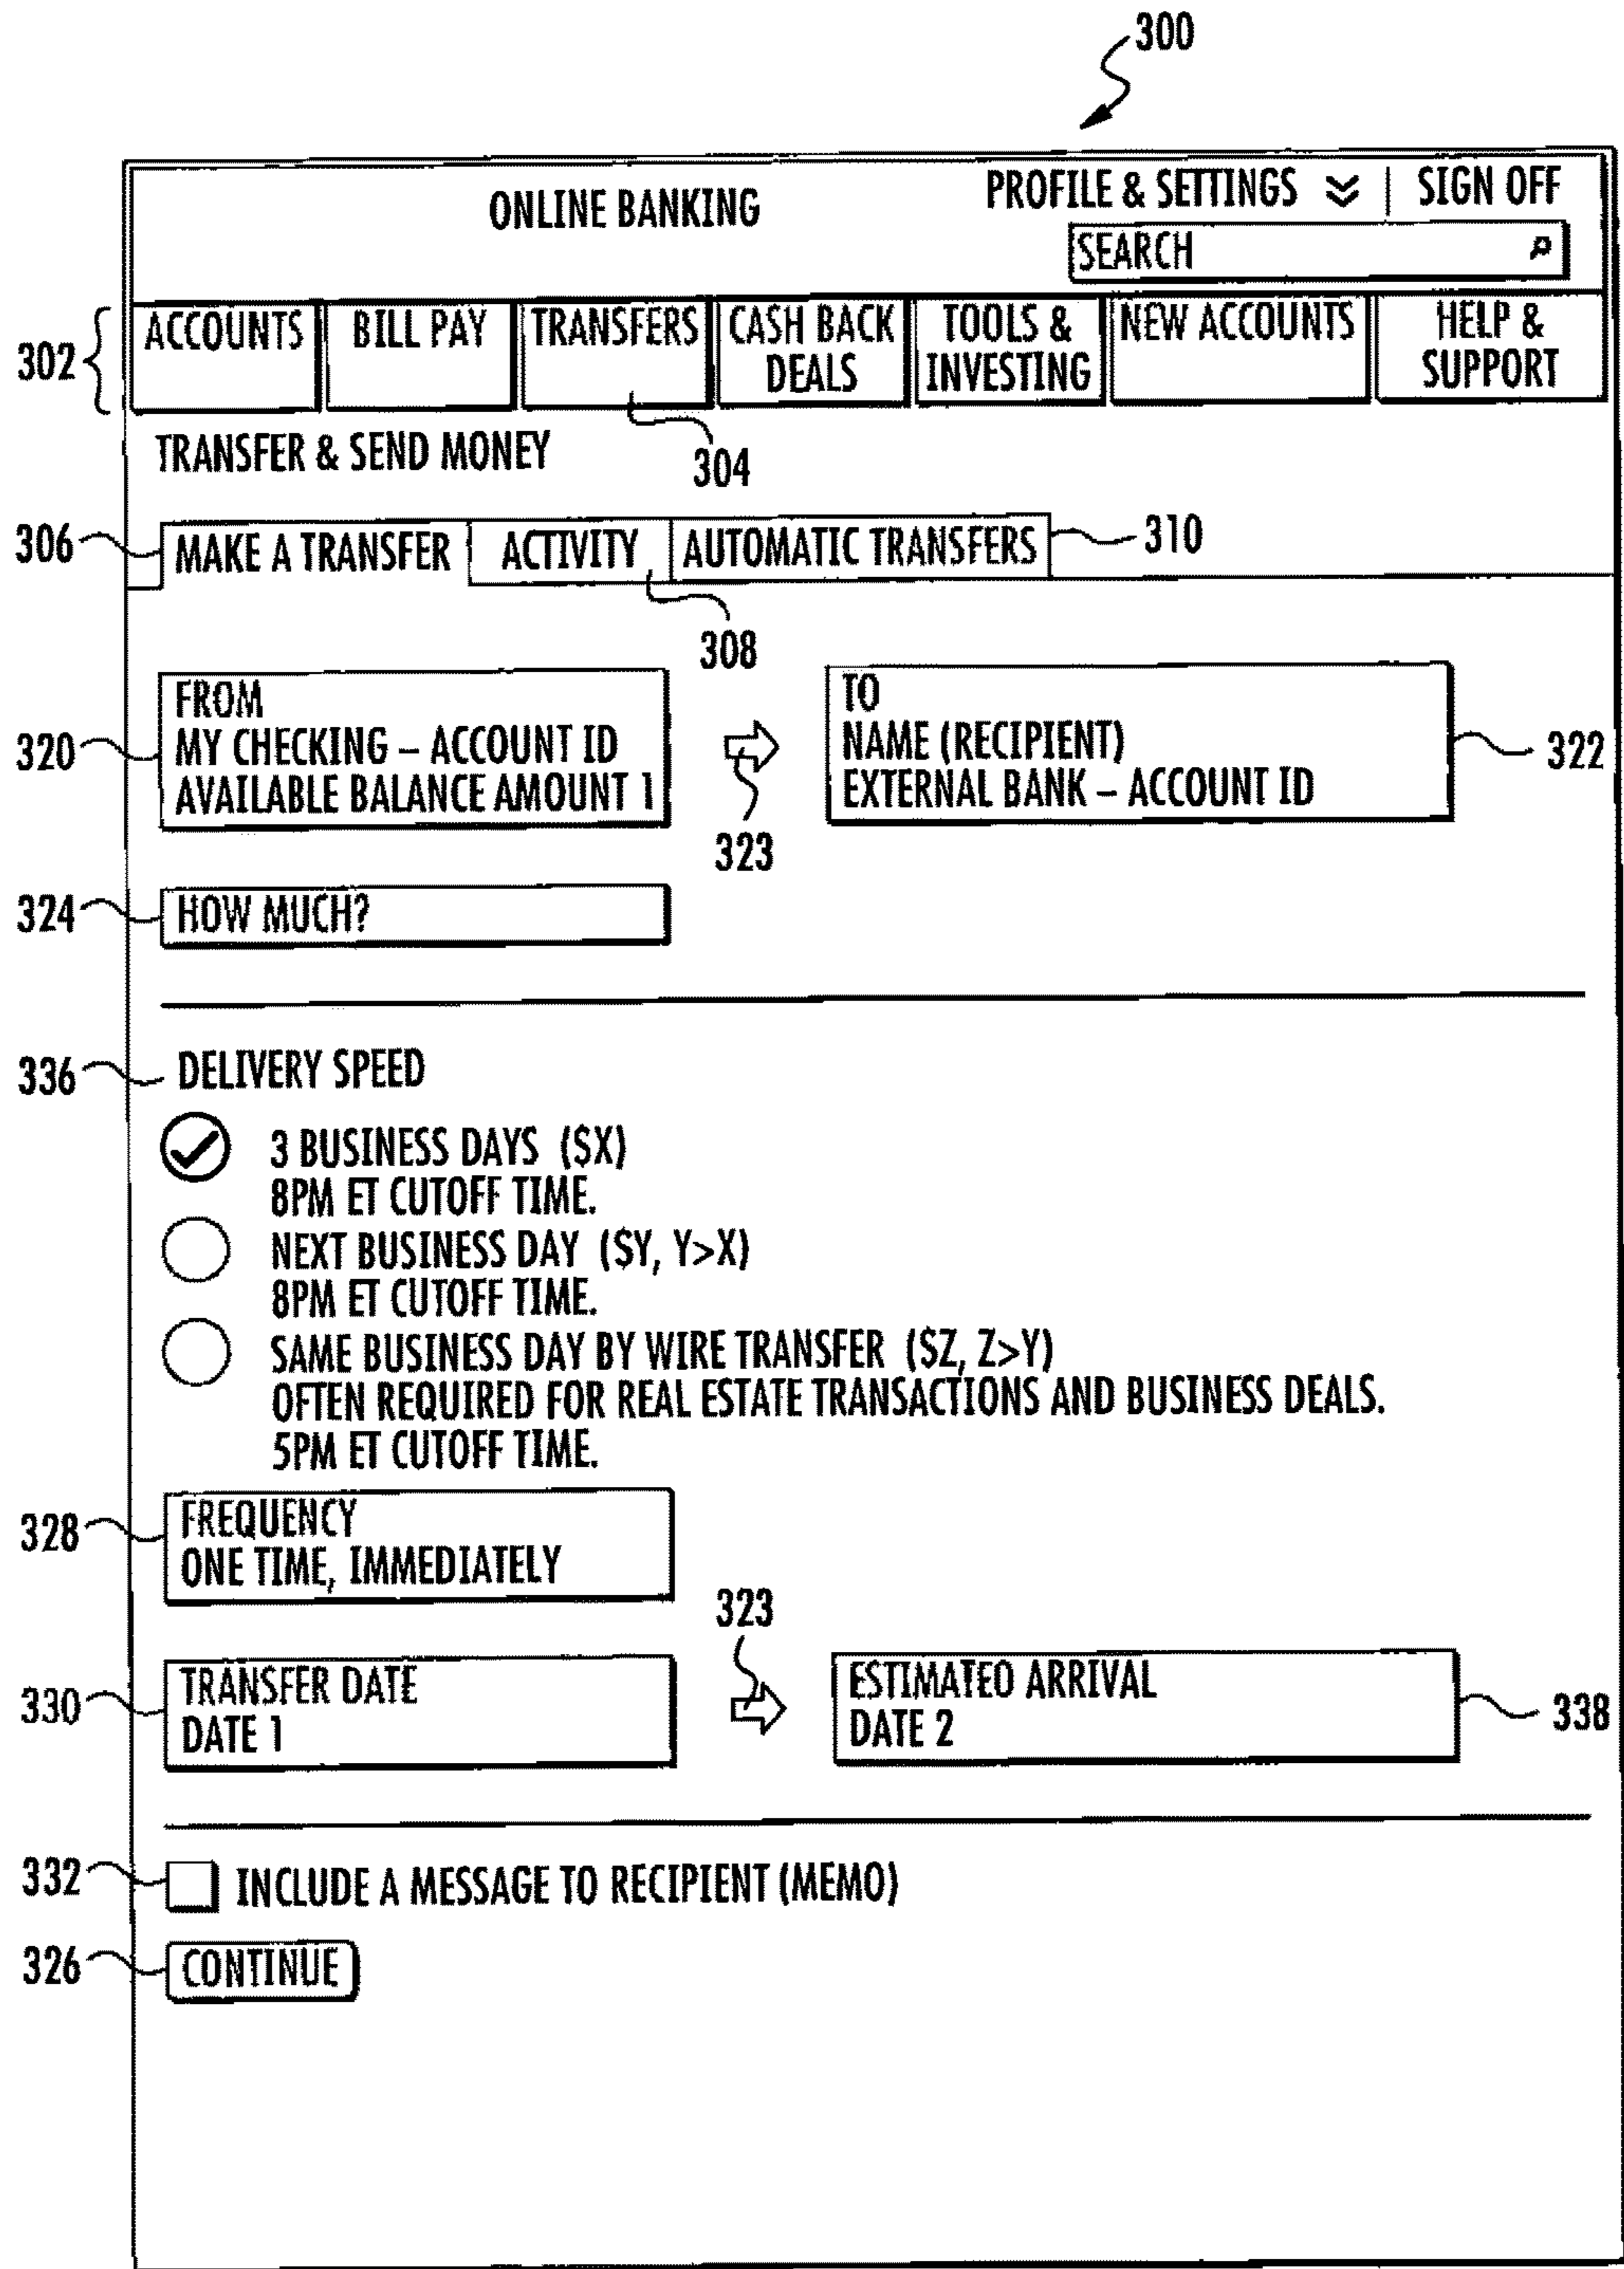 300
ONLINE BANKING
PROFILE & SETTINGS
SIGN OFF
SEARCH
302
ACCOUNTS
BILL PAY
TRANSFERS
CASH BACK
DEALS
TOOLS &
INVESTING
NEW ACCOUNTS
HELP &
SUPPORT
304
TRANSFER & SEND MONEY
306
MAKE A TRANSFER
ACTIVITY
AUTOMATIC TRANSFERS
310
308
320
FROM
MY CHECKING – ACCOUNT ID
AVAILABLE BALANCE AMOUNT 1
323
TO
NAME (RECIPIENT)
EXTERNAL BANK – ACCOUNT ID
322
324
HOW MUCH?
336
DELIVERY SPEED
3 BUSINESS DAYS ($X)
8PM ET CUTOFF TIME.
NEXT BUSINESS DAY ($Y, Y>X)
8PM ET CUTOFF TIME.
SAME BUSINESS DAY BY WIRE TRANSFER ($Z, Z>Y)
OFTEN REQUIRED FOR REAL ESTATE TRANSACTIONS AND BUSINESS DEALS.
5PM ET CUTOFF TIME.
328
FREQUENCY
ONE TIME, IMMEDIATELY
323
330
TRANSFER DATE
DATE 1
ESTIMATED ARRIVAL
DATE 2
338
332
INCLUDE A MESSAGE TO RECIPIENT (MEMO)
326
CONTINUE